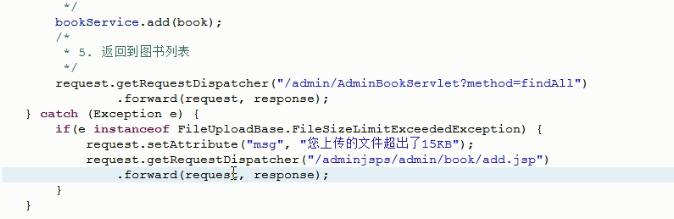 */
bookService.add(book);
/*
* 5. 返回到图书列表
*/
request.getRequestDispatcher("/admin/AdminBookServlet?method=findAll")
.forward(request, response);
} catch (Exception e) {
if(e instanceof FileUploadBase.FileSizeLimitExceededException) {
request.setAttribute("msg", "您上传的文件超出了15KB");
request.getRequestDispatcher("/adminjsps/admin/book/add.jsp")
.forward(request, response);
}
}